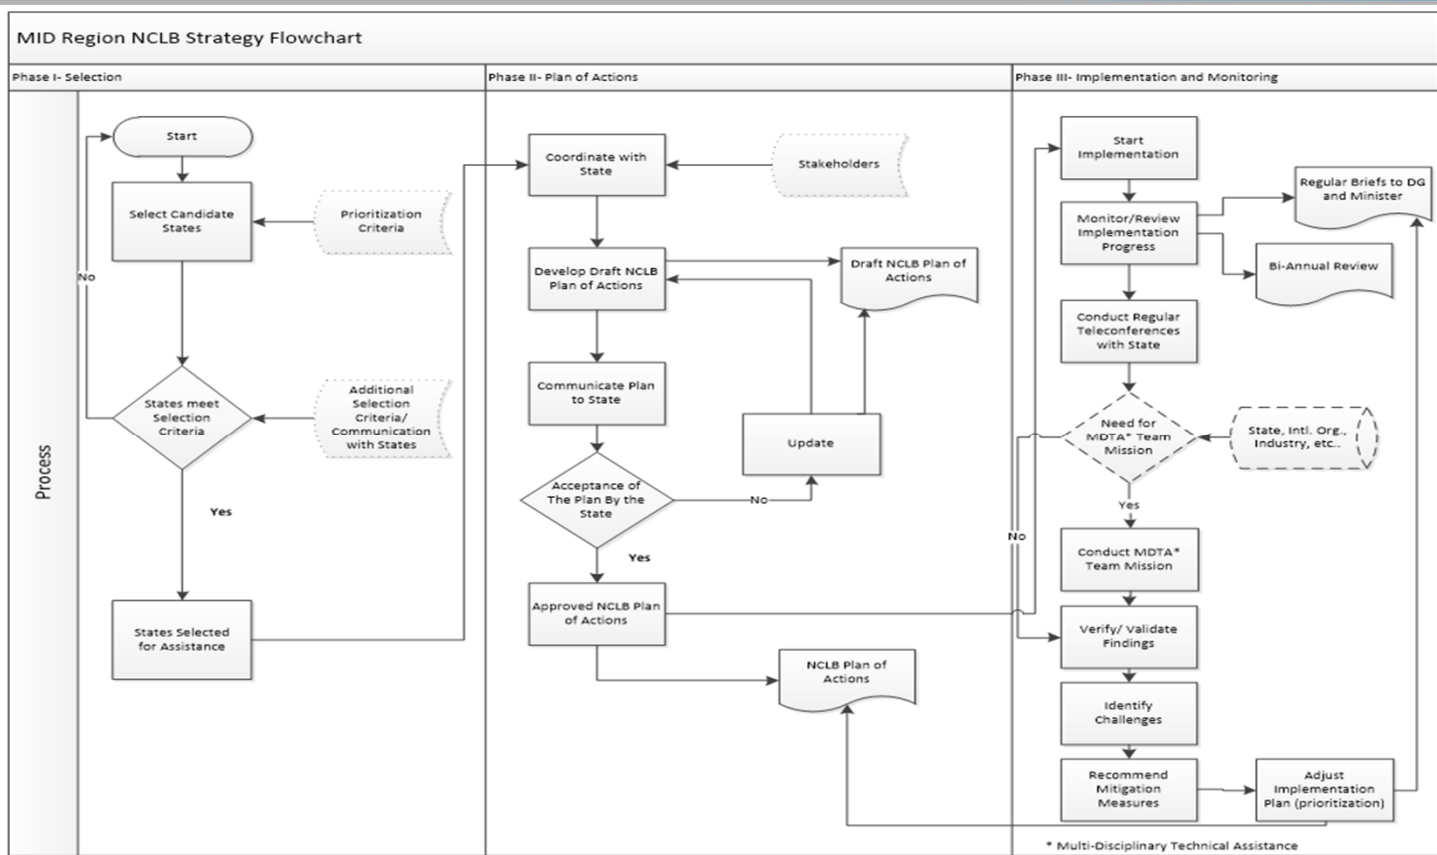 MID Region NCLB Strategy Flowchart
Phase I- Selection
Process
Start
Select Candidate
States
Prioritization
Criteria
No
States meet
Selection
Criteria
Additional
Selection
Criteria/
Communication
with States
Yes
States Selected
for Assistance
Phase II- Plan of Actions
Coordinate with
State
Stakeholders
Develop Draft NCLB
Plan of Actions
Draft NCLB Plan of
Actions
Communicate Plan
to State
Update
Acceptance of
The Plan By the
State
No
Yes
Approved NCLB Plan
of Actions
NCLB Plan of
Actions
Phase III- Implementation and Monitoring
Start
Implementation
Regular Briefs to DG
and Minister
Monitor/Review
Implementation
Progress
Bi-Annual Review
Conduct Regular
Teleconferences
with State
Need for
MDTA* Team
Mission
State, Intl. Org.,
Industry, etc..
Yes
No
Conduct MDTA*
Team Mission
Verify/ Validate
Findings
Identify
Challenges
Recommend
Mitigation
Measures
Adjust
Implementation
Plan (prioritization)
* Multi-Disciplinary Technical Assistance